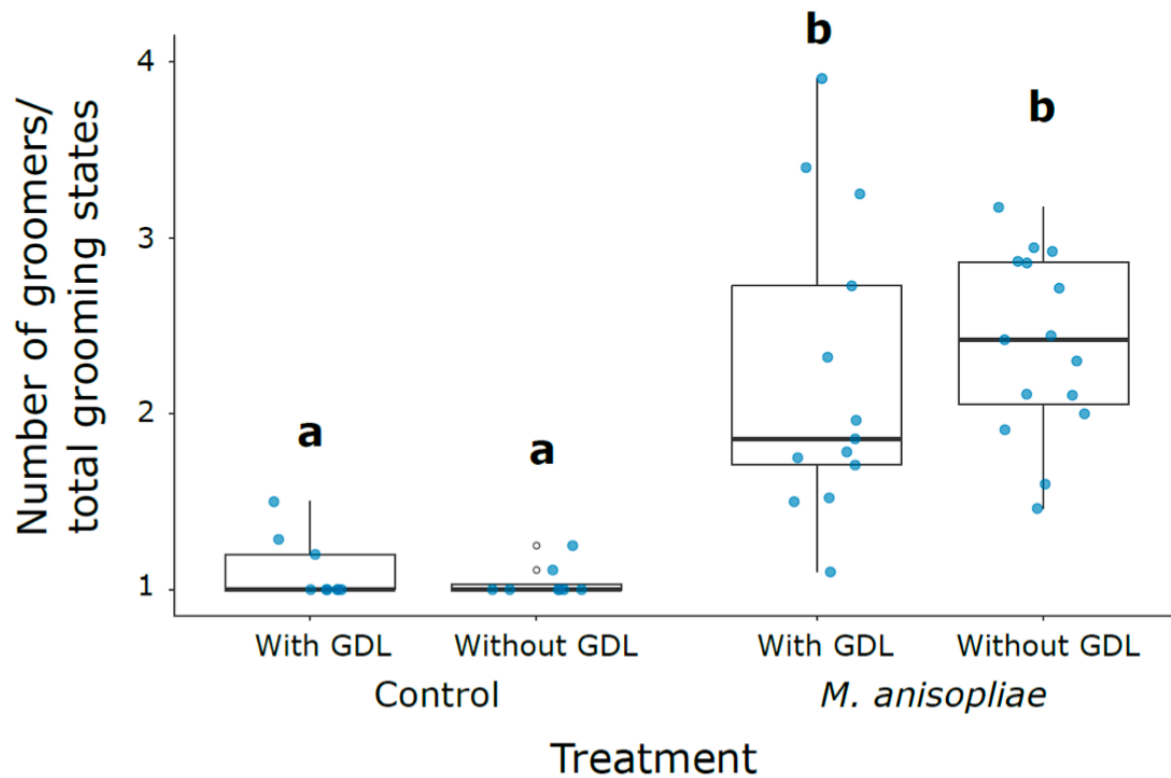 Number of groomers/
total grooming states
4
3
2
1
a
a
b
b
With GDL
Without GDL
With GDL
Without GDL
Control
M. anisopliae
Treatment